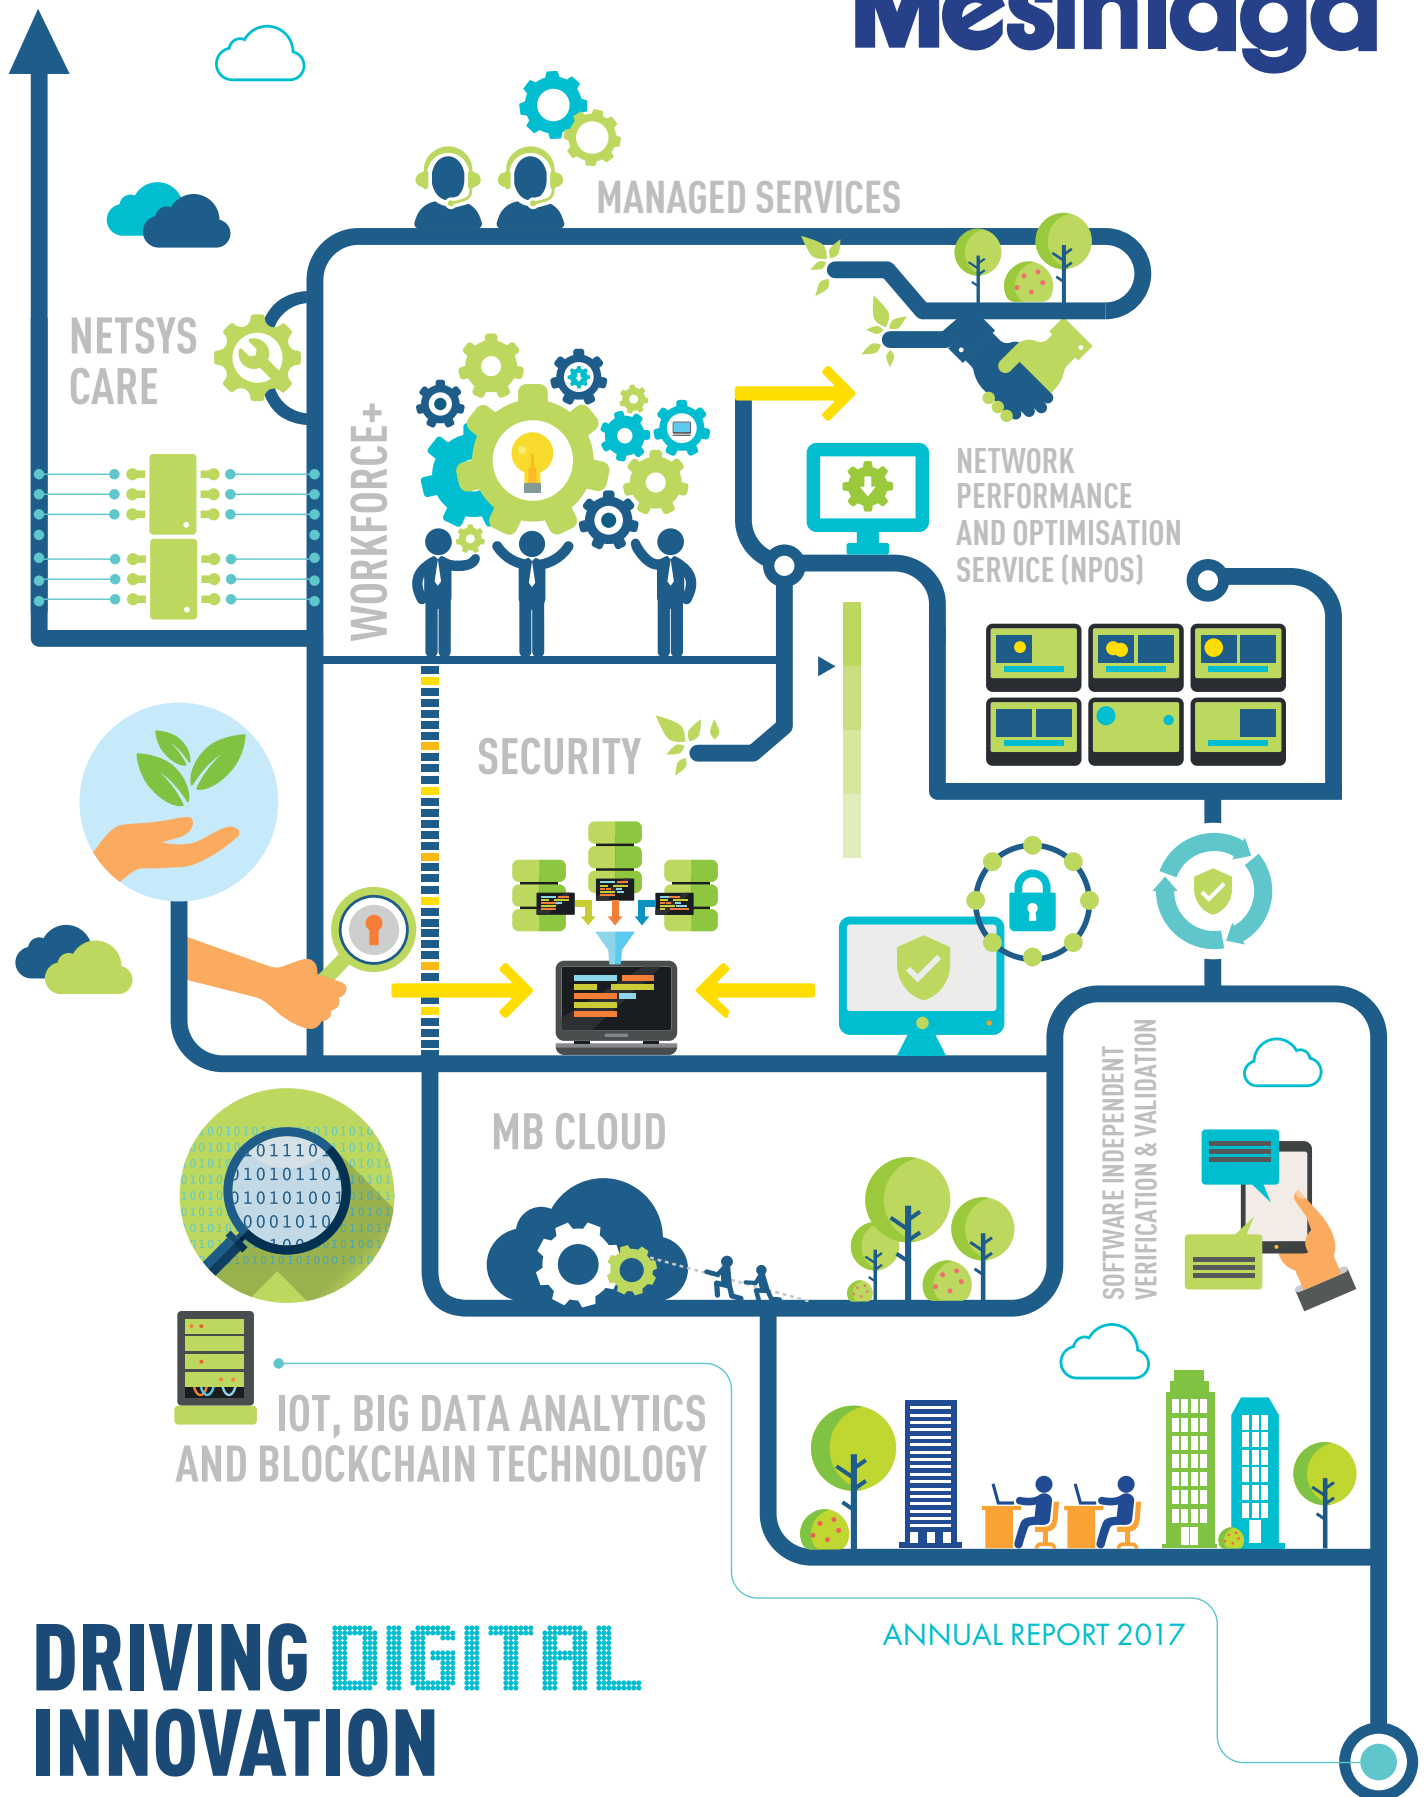 Mesiniaga
MANAGED SERVICES
NETSYS
CARE
WORKFORCE+
NETWORK
PERFORMANCE
AND OPTIMISATION
SERVICE (NPOS)
SECURITY
MB CLOUD
SOFTWARE INDEPENDENT
VERIFICATION & VALIDATION
IOT, BIG DATA ANALYTICS
AND BLOCKCHAIN TECHNOLOGY
ANNUAL REPORT 2017
DRIVING DIGITAL
INNOVATION